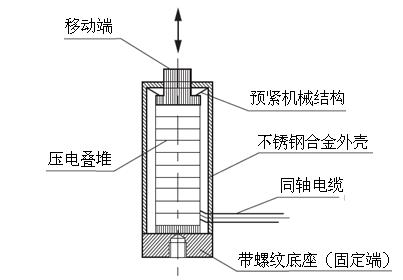 移动端
预紧机械结构
不锈钢合金外壳
压电叠堆
同轴电缆
带螺纹底座（固定端）